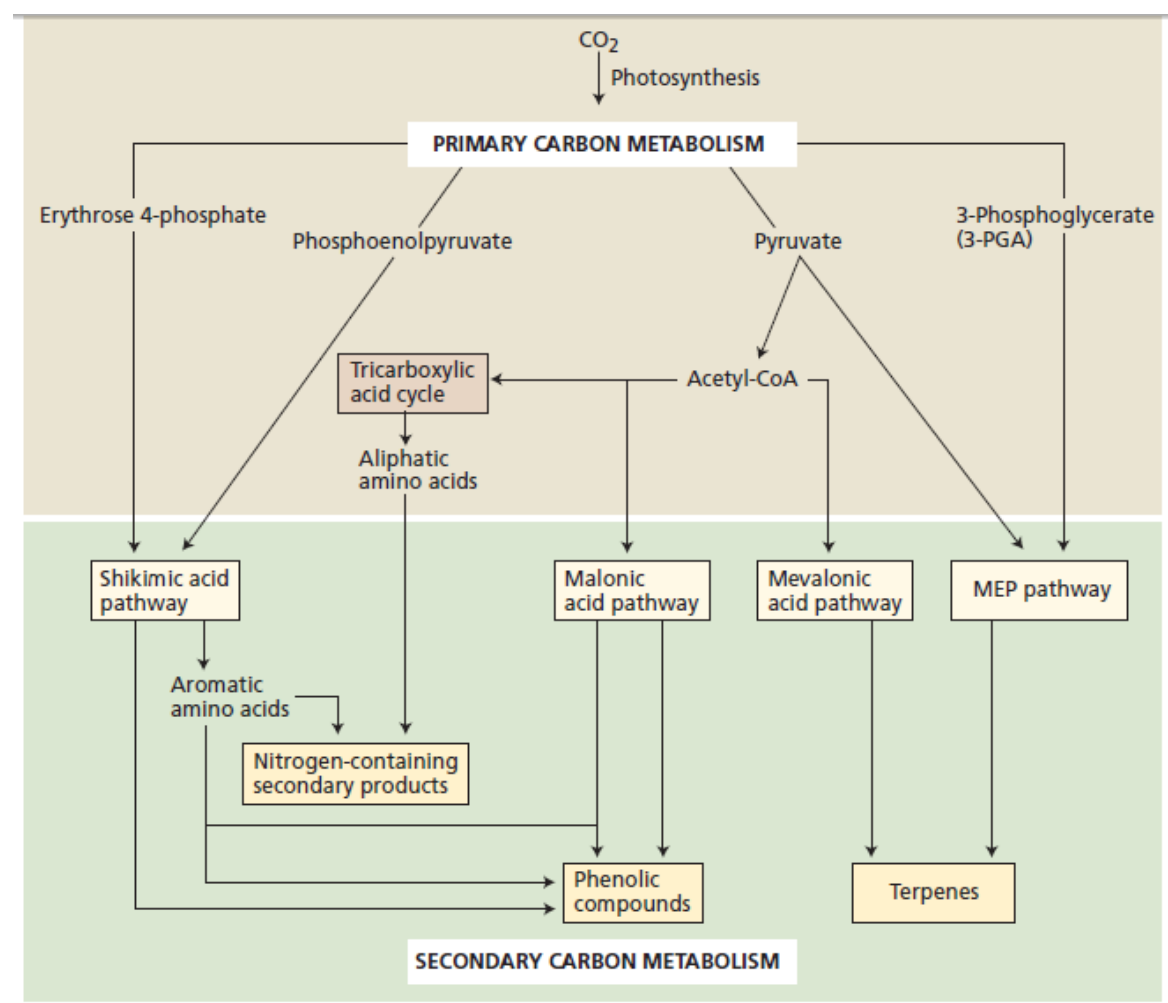 CO₂
Photosynthesis
PRIMARY CARBON METABOLISM
Erythrose 4-phosphate
Phosphoenolpyruvate
Pyruvate
3-Phosphoglycerate
(3-PGA)
Tricarboxylic
acid cycle
Acetyl-CoA
Aliphatic
amino acids
Shikimic acid
pathway
Malonic
acid pathway
Mevalonic
acid pathway
MEP pathway
Aromatic
amino acids
Nitrogen-containing
secondary products
Phenolic
compounds
Terpenes
SECONDARY CARBON METABOLISM